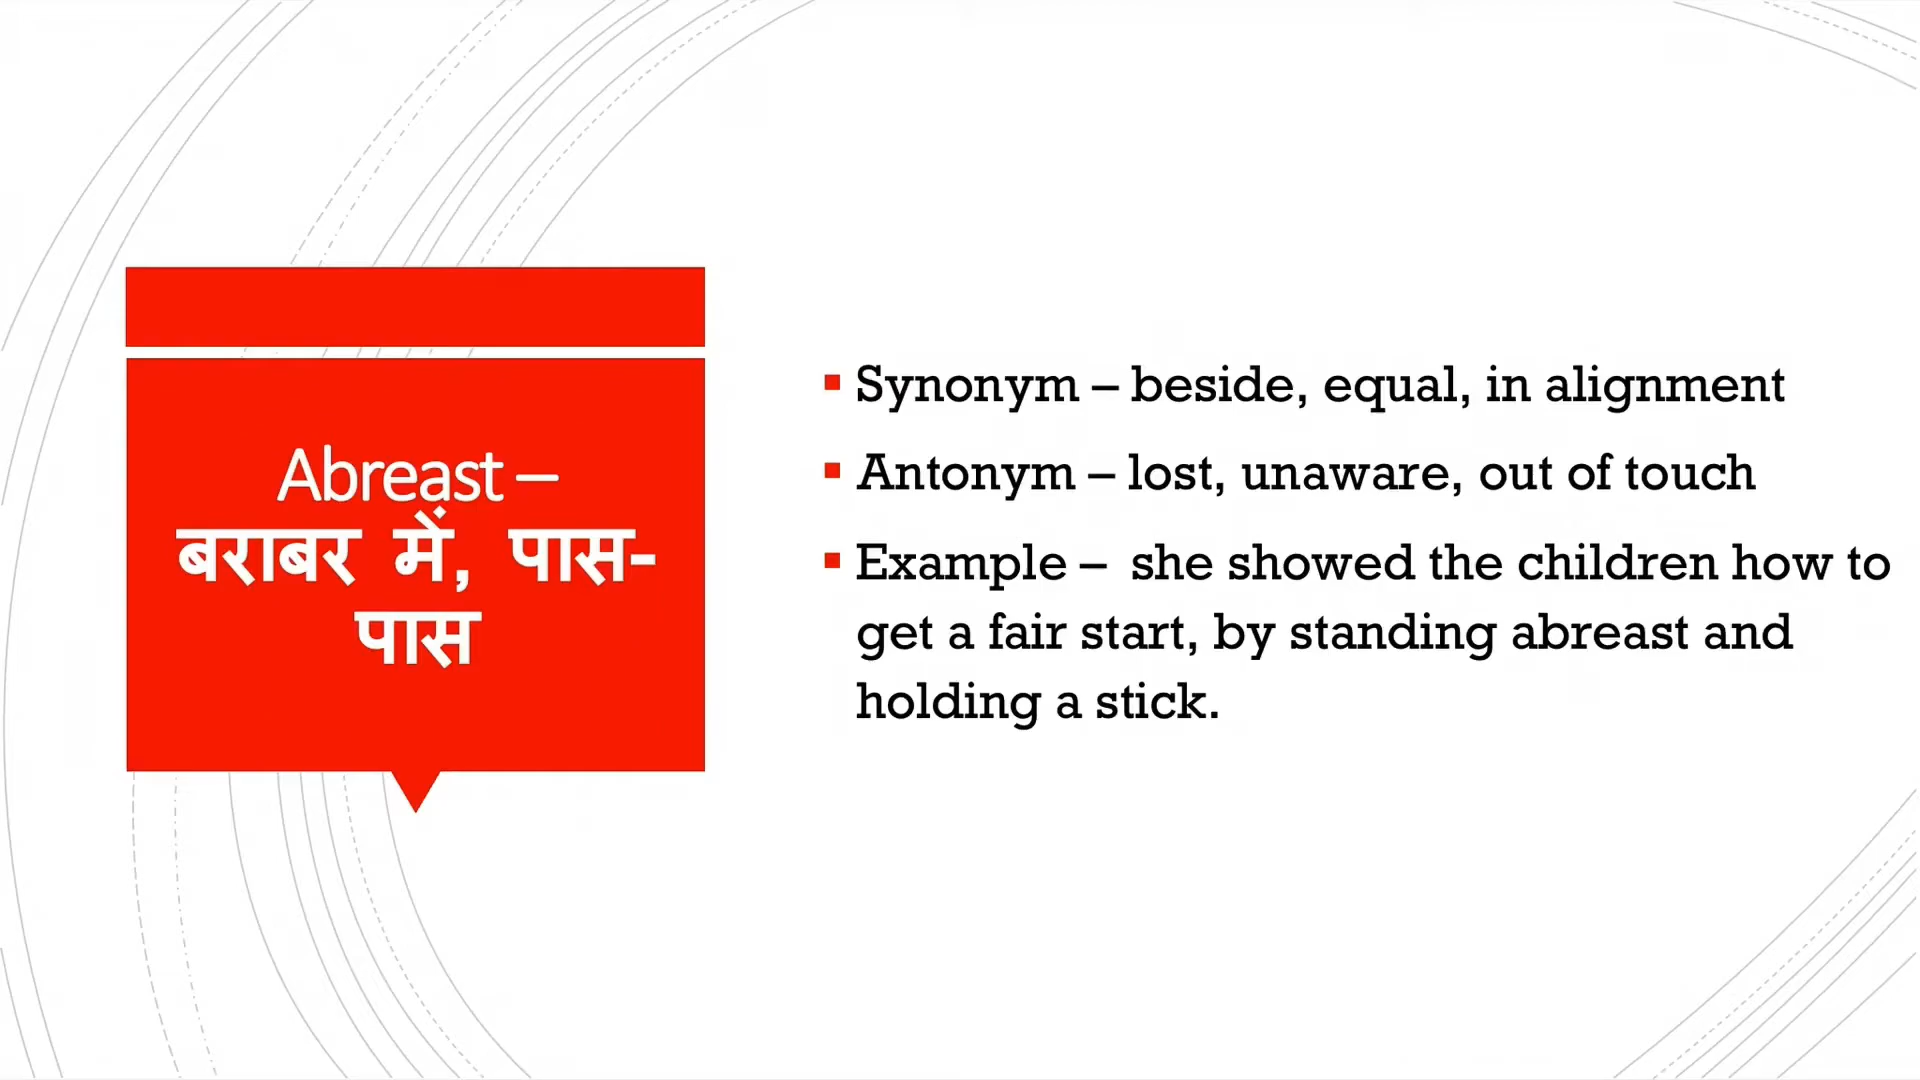 Abreast –
बराबर में, पास-
पास
Synonym – beside, equal, in alignment
Antonym – lost, unaware, out of touch
Example – she showed the children how to
get a fair start, by standing abreast and
holding a stick.